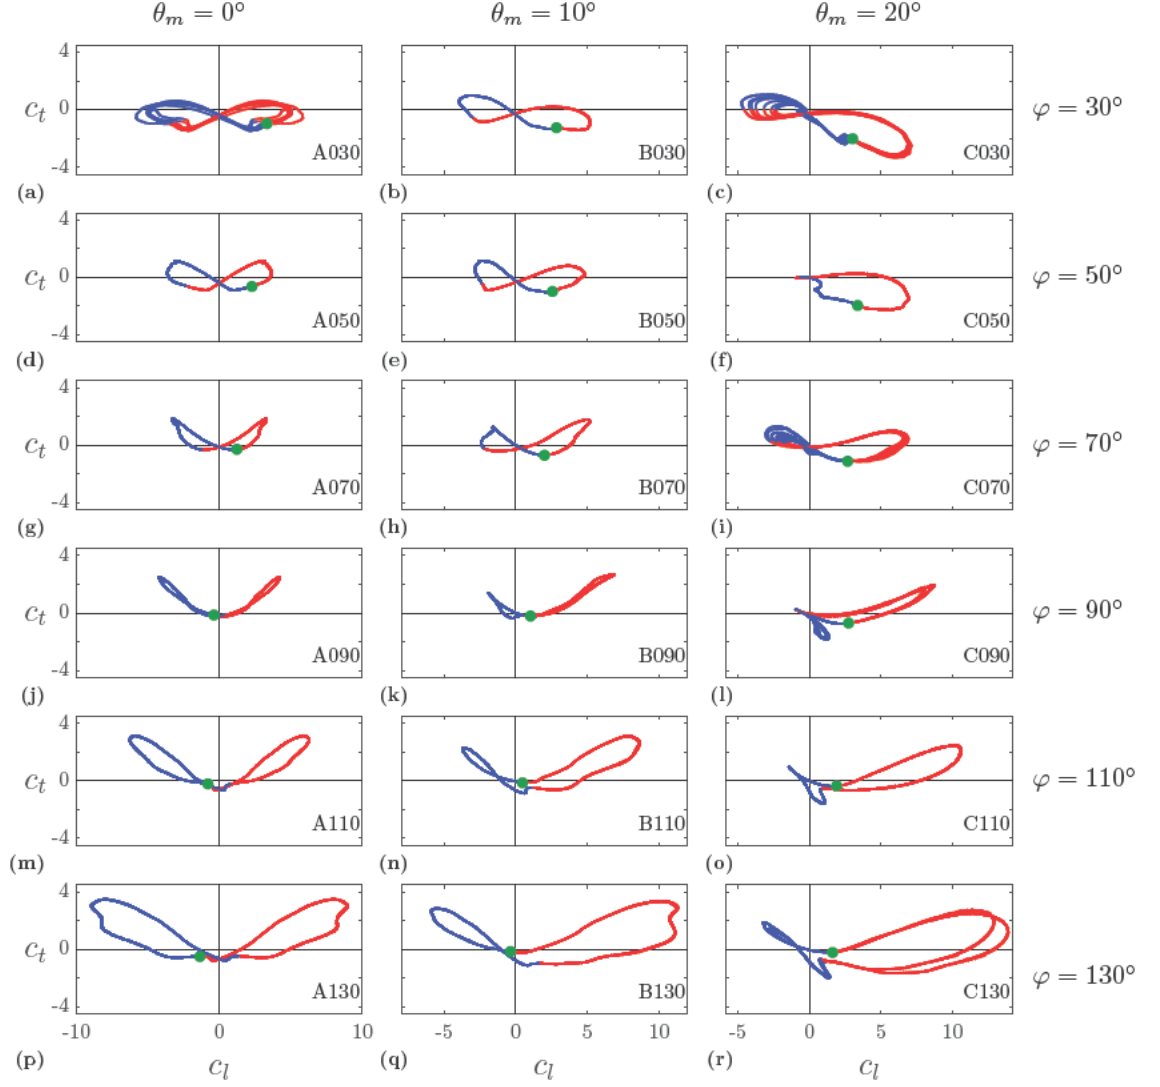 θₘ = 0° θₘ = 10° θₘ = 20°
4
cₜ 0
-4
A030 B030 C030
φ = 30°
(a) (b) (c)
4
cₜ 0
-4
A050 B050 C050
φ = 50°
(d) (e) (f)
4
cₜ 0
-4
A070 B070 C070
φ = 70°
(g) (h) (i)
4
cₜ 0
-4
A090 B090 C090
φ = 90°
(j) (k) (l)
4
cₜ 0
-4
A110 B110 C110
φ = 110°
(m) (n) (o)
4
cₜ 0
-4
A130 B130 C130
φ = 130°
-10 0 10 -5 0 5 10 -5 0 5 10
(p) cₗ (q) cₗ (r) cₗ